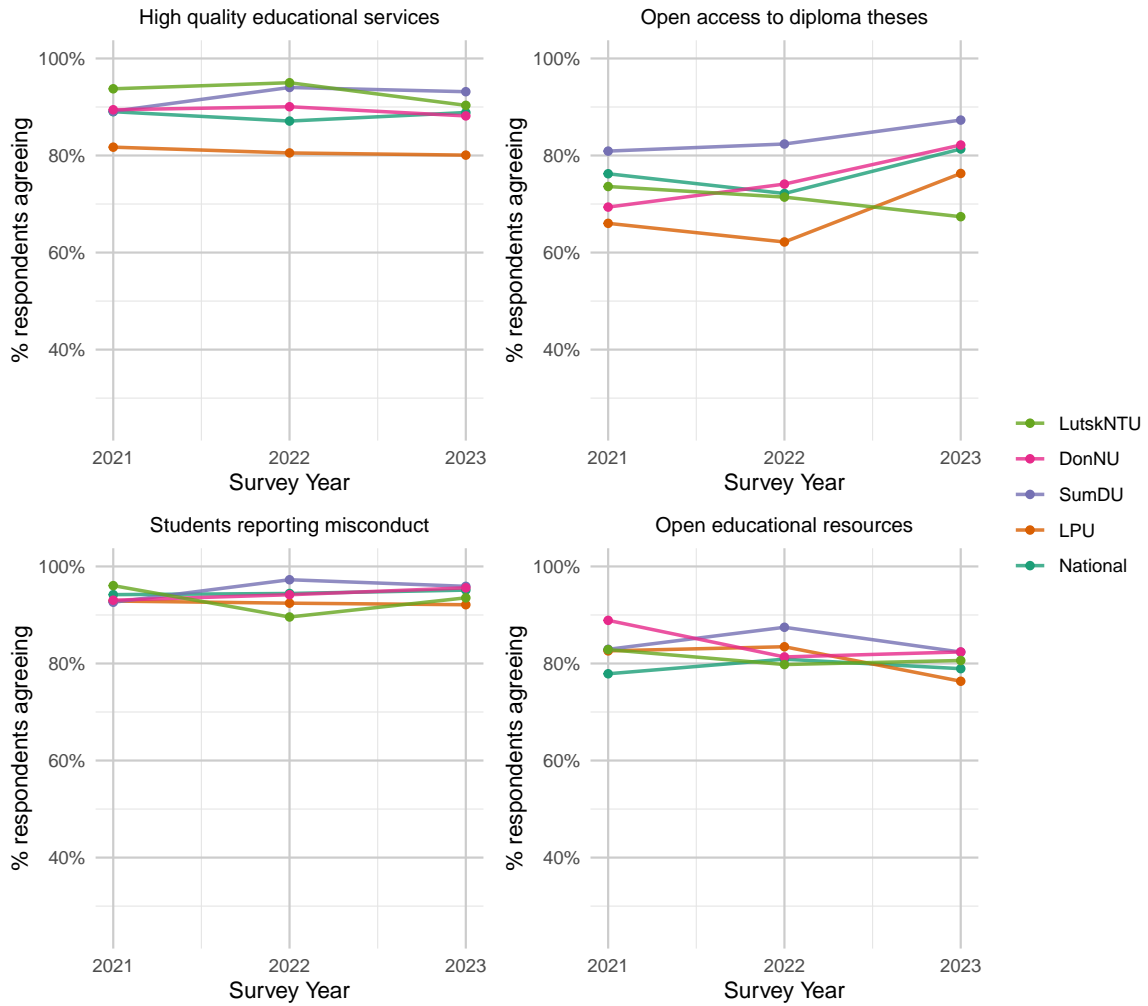 High quality educational services
100%
80%
60%
40%
% respondents agreeing
2021
2022
2023
Survey Year
Open access to diploma theses
100%
80%
60%
40%
% respondents agreeing
2021
2022
2023
Survey Year
Students reporting misconduct
100%
80%
60%
40%
% respondents agreeing
2021
2022
2023
Survey Year
Open educational resources
100%
80%
60%
40%
% respondents agreeing
2021
2022
2023
Survey Year
LutskNTU
DonNU
SumDU
LPU
National